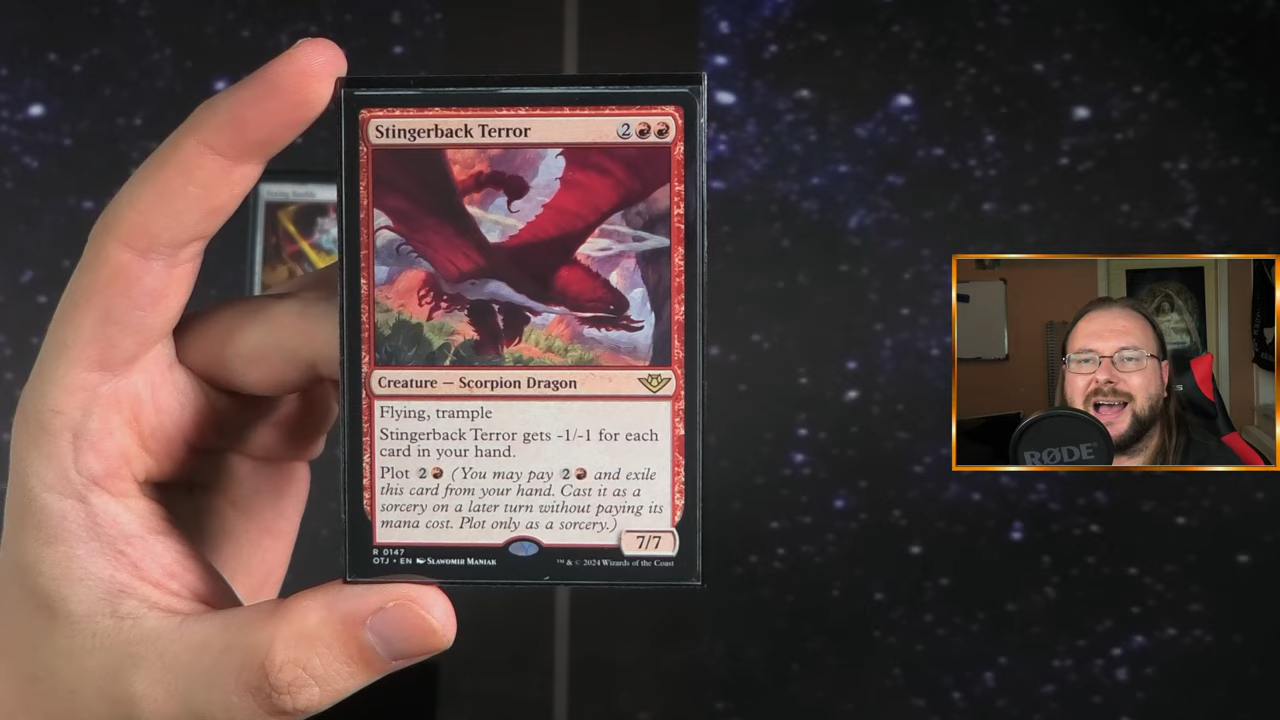 Stingerback Terror 2
Creature — Scorpion Dragon
Flying, trample
Stingerback Terror gets -1/-1 for each
card in your hand.
Plot 2 (You may pay 2 and exile
this card from your hand. Cast it as a
sorcery on a later turn without paying its
mana cost. Plot only as a sorcery.)
7/7
R 0147
OTJ • EN Slawomir Maniak
™ & © 2024 Wizards of the Coast
RØDE